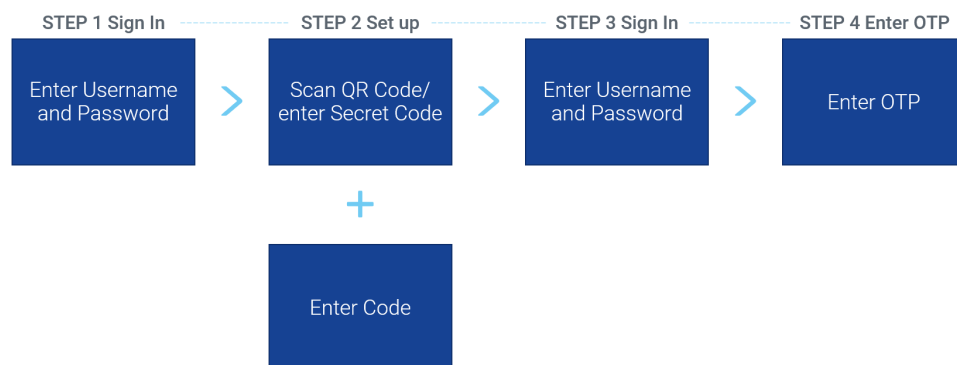 STEP 1 Sign In
STEP 2 Set up
STEP 3 Sign In
STEP 4 Enter OTP
Enter Username
and Password
Scan QR Code/
enter Secret Code
Enter Username
and Password
Enter OTP
Enter Code